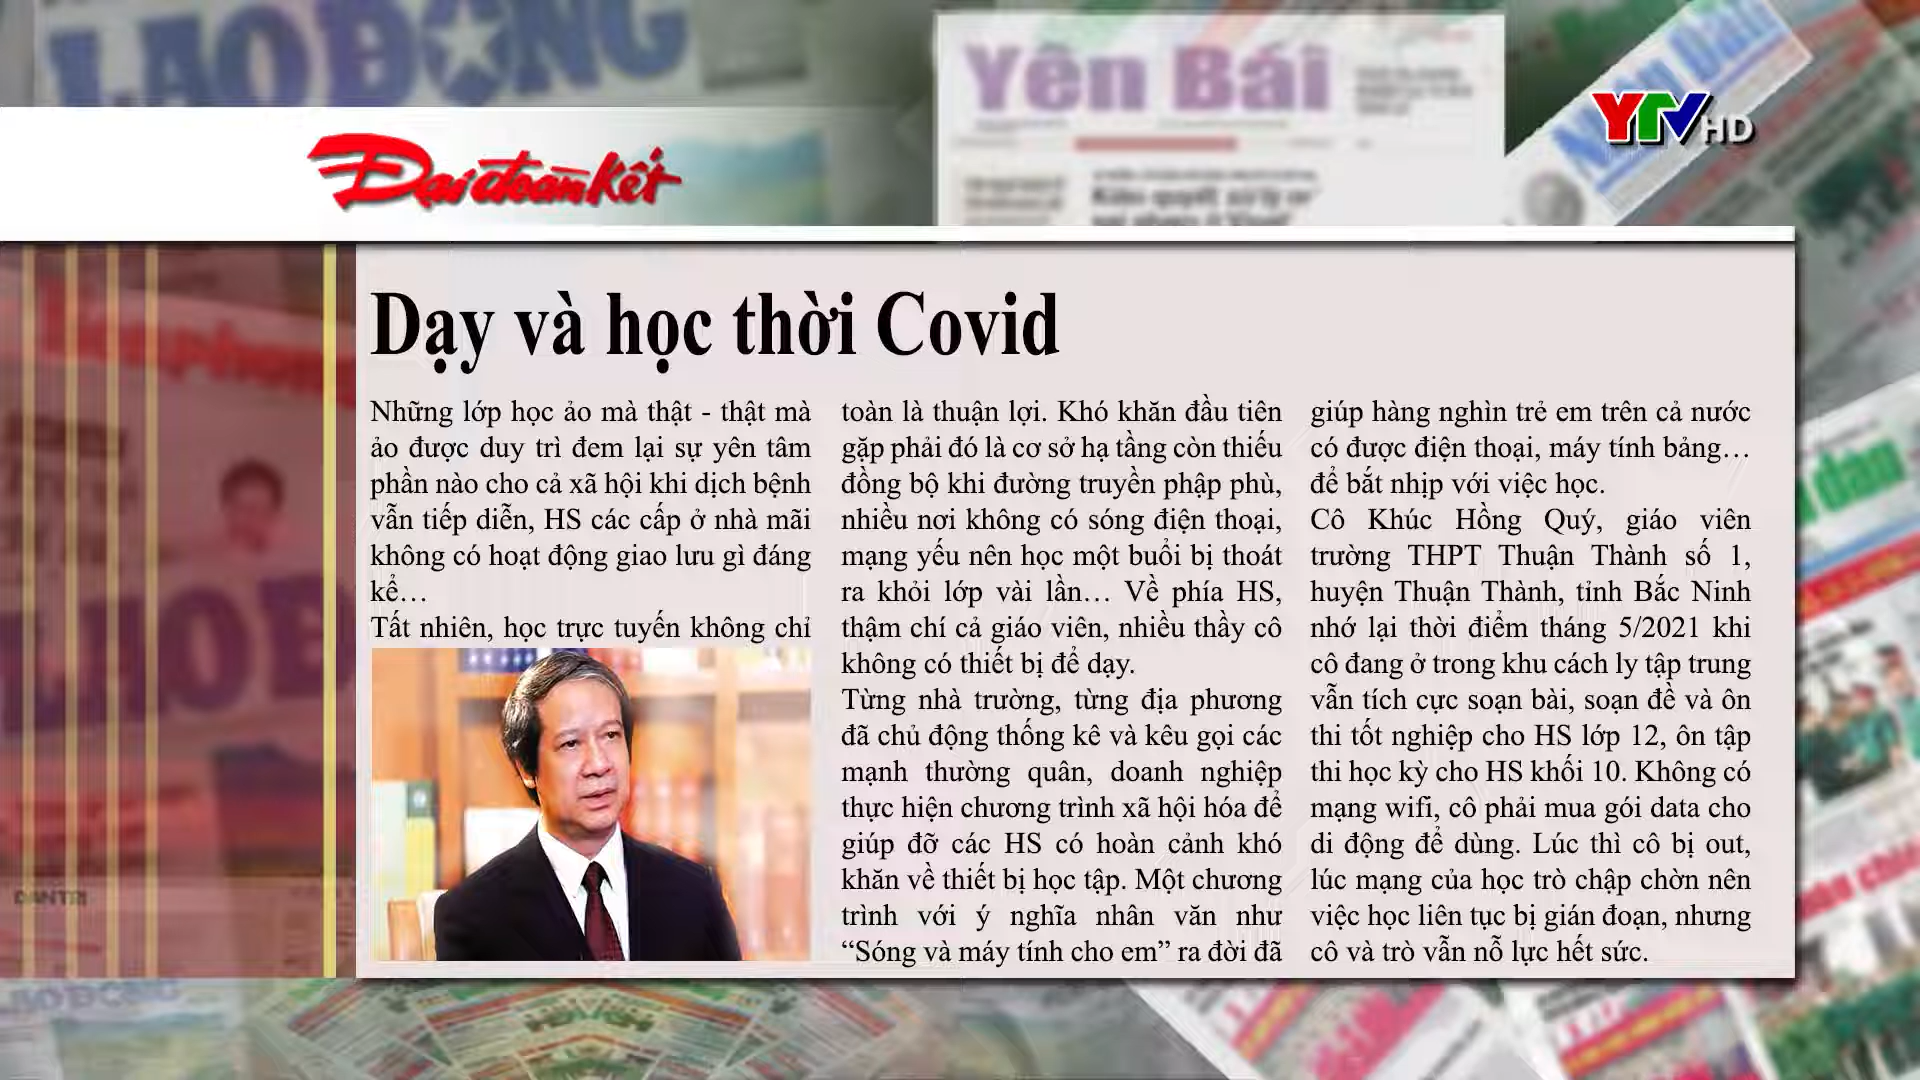 LAO ĐỘNG
Yên Bái
Nhân Dân
YTV HD
Đại đoàn kết
Dạy và học thời Covid
Những lớp học ảo mà thật - thật mà
ảo được duy trì đem lại sự yên tâm
phần nào cho cả xã hội khi dịch bệnh
vẫn tiếp diễn, HS các cấp ở nhà mãi
không có hoạt động giao lưu gì đáng
kể…
Tất nhiên, học trực tuyến không chỉ
toàn là thuận lợi. Khó khăn đầu tiên
gặp phải đó là cơ sở hạ tầng còn thiếu
đồng bộ khi đường truyền phập phù,
nhiều nơi không có sóng điện thoại,
mạng yếu nên học một buổi bị thoát
ra khỏi lớp vài lần… Về phía HS,
thậm chí cả giáo viên, nhiều thầy cô
không có thiết bị để dạy.
Từng nhà trường, từng địa phương
đã chủ động thống kê và kêu gọi các
mạnh thường quân, doanh nghiệp
thực hiện chương trình xã hội hóa để
giúp đỡ các HS có hoàn cảnh khó
khăn về thiết bị học tập. Một chương
trình với ý nghĩa nhân văn như
“Sóng và máy tính cho em” ra đời đã
giúp hàng nghìn trẻ em trên cả nước
có được điện thoại, máy tính bảng…
để bắt nhịp với việc học.
Cô Khúc Hồng Quý, giáo viên
trường THPT Thuận Thành số 1,
huyện Thuận Thành, tỉnh Bắc Ninh
nhớ lại thời điểm tháng 5/2021 khi
cô đang ở trong khu cách ly tập trung
vẫn tích cực soạn bài, soạn đề và ôn
thi tốt nghiệp cho HS lớp 12, ôn tập
thi học kỳ cho HS khối 10. Không có
mạng wifi, cô phải mua gói data cho
di động để dùng. Lúc thì cô bị out,
lúc mạng của học trò chập chờn nên
việc học liên tục bị gián đoạn, nhưng
cô và trò vẫn nỗ lực hết sức.
LAO Đ
DANTRI
LAO ĐỘNG